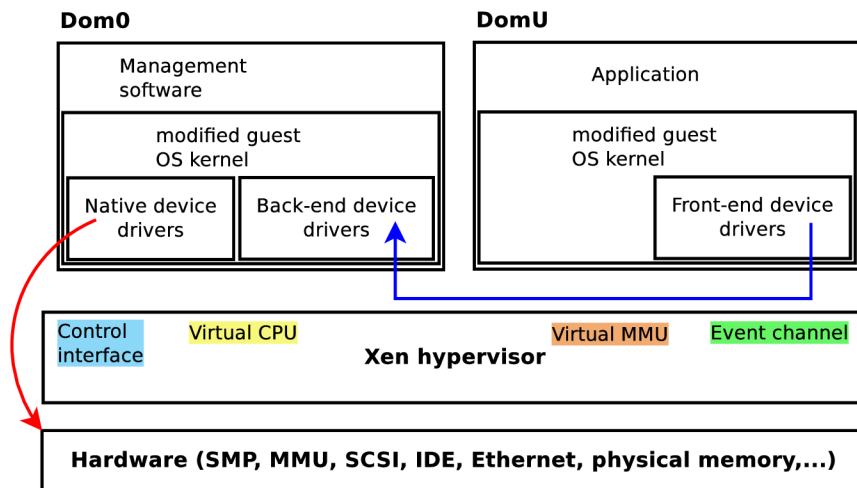 Dom0
DomU
Management
software
Application
modified guest
OS kernel
modified guest
OS kernel
Native device
drivers
Back-end device
drivers
Front-end device
drivers
Control
interface
Virtual CPU
Virtual MMU
Event channel
Xen hypervisor
Hardware (SMP, MMU, SCSI, IDE, Ethernet, physical memory,...)